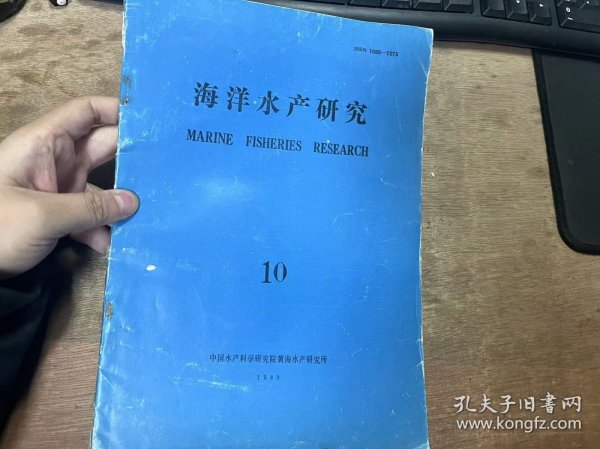 ISSN 1000—7075
海洋水产研究
MARINE FISHERIES RESEARCH
10
中国水产科学研究院黄海水产研究所
孔夫子旧书网
www.kongfz.com